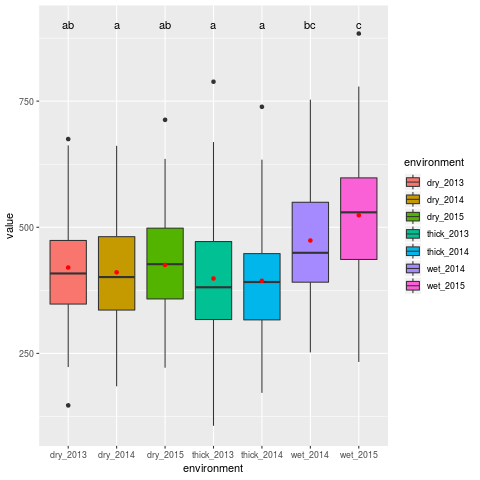 ab a ab a a bc c
value
750
500
250
dry_2013 dry_2014 dry_2015 thick_2013 thick_2014 wet_2014 wet_2015
environment
environment
dry_2013
dry_2014
dry_2015
thick_2013
thick_2014
wet_2014
wet_2015